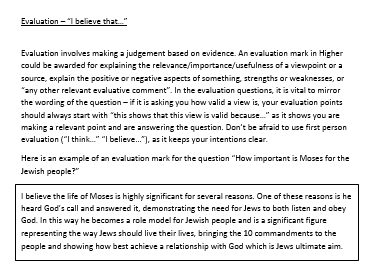 Evaluation – "I believe that…"
Evaluation involves making a judgement based on evidence. An evaluation mark in Higher
could be awarded for explaining the relevance/importance/usefulness of a viewpoint or a
source, explain the positive or negative aspects of something, strengths or weaknesses, or
"any other relevant evaluative comment". In the evaluation questions, it is vital to mirror
the wording of the question – if it is asking you how valid a view is, your evaluation points
should always start with "this shows that this view is valid because…" as it shows you are
making a relevant point and are answering the question. Don't be afraid to use first person
evaluation ("I think…" "I believe…"), as it keeps your intentions clear.
Here is an example of an evaluation mark for the question "How important is Moses for the
Jewish people?"
I believe the life of Moses is highly significant for several reasons. One of these reasons is he
heard God's call and answered it, demonstrating the need for Jews to both listen and obey
God. In this way he becomes a role model for Jewish people and is a significant figure
representing the way Jews should live their lives, bringing the 10 commandments to the
people and showing how best achieve a relationship with God which is Jews ultimate aim.